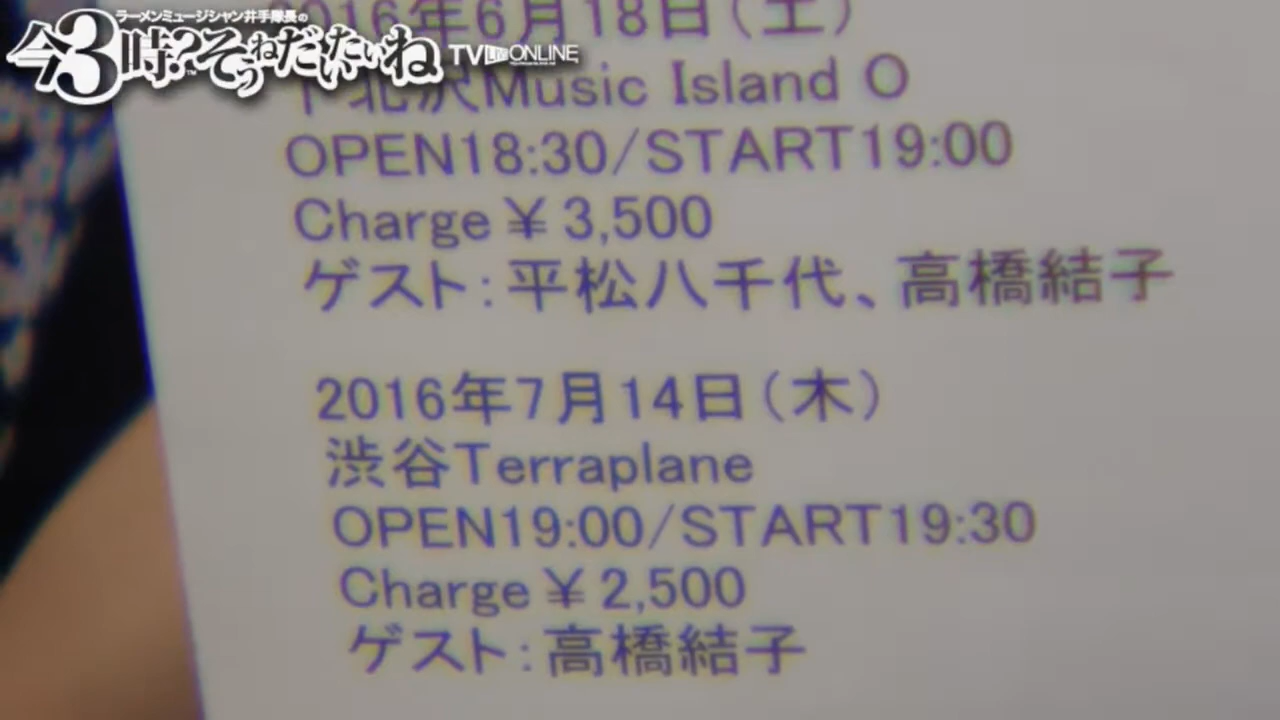 ラーメンミュージシャン井手隊長の
今3時?そうねだいたいね
TV LIVE ONLINE
2016年6月18日（土）
下北沢Music Island O
OPEN18:30/START19:00
Charge￥3,500
ゲスト：平松八千代、高橋結子
2016年7月14日（木）
渋谷Terraplane
OPEN19:00/START19:30
Charge￥2,500
ゲスト：高橋結子